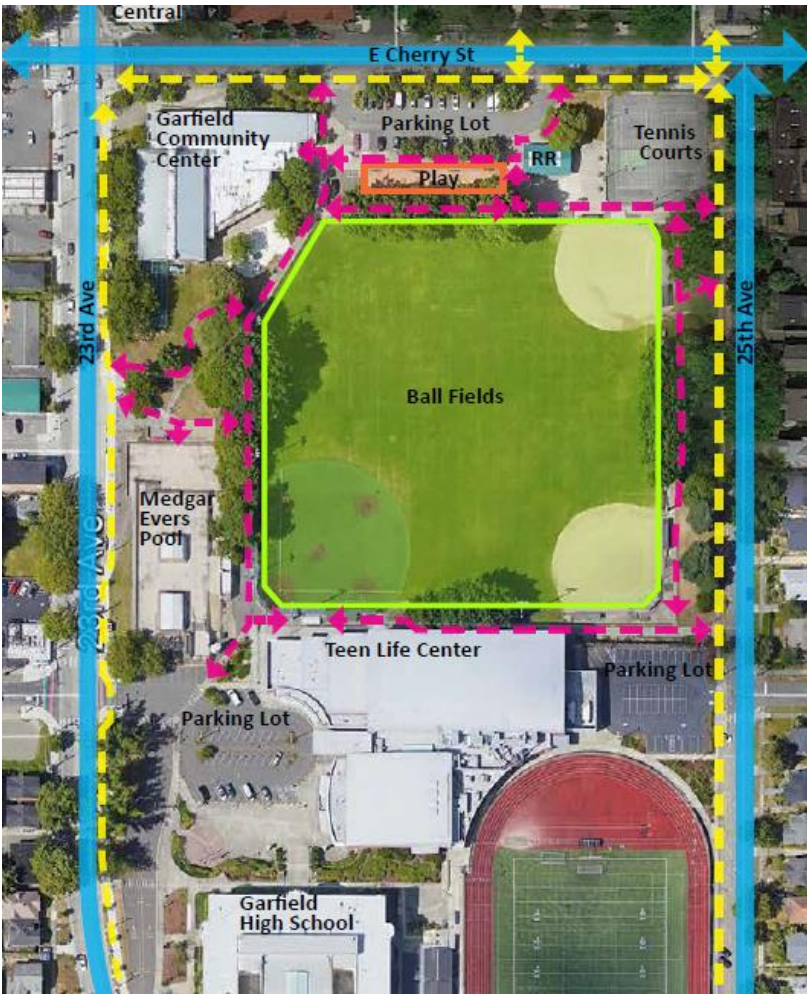 Central
E Cherry St
Garfield
Community
Center
Parking Lot
Tennis
Courts
RR
Play
23rd Ave
25th Ave
Ball Fields
Medgar
Evers
Pool
23rd Ave
Teen Life Center
Parking Lot
Parking Lot
Garfield
High School